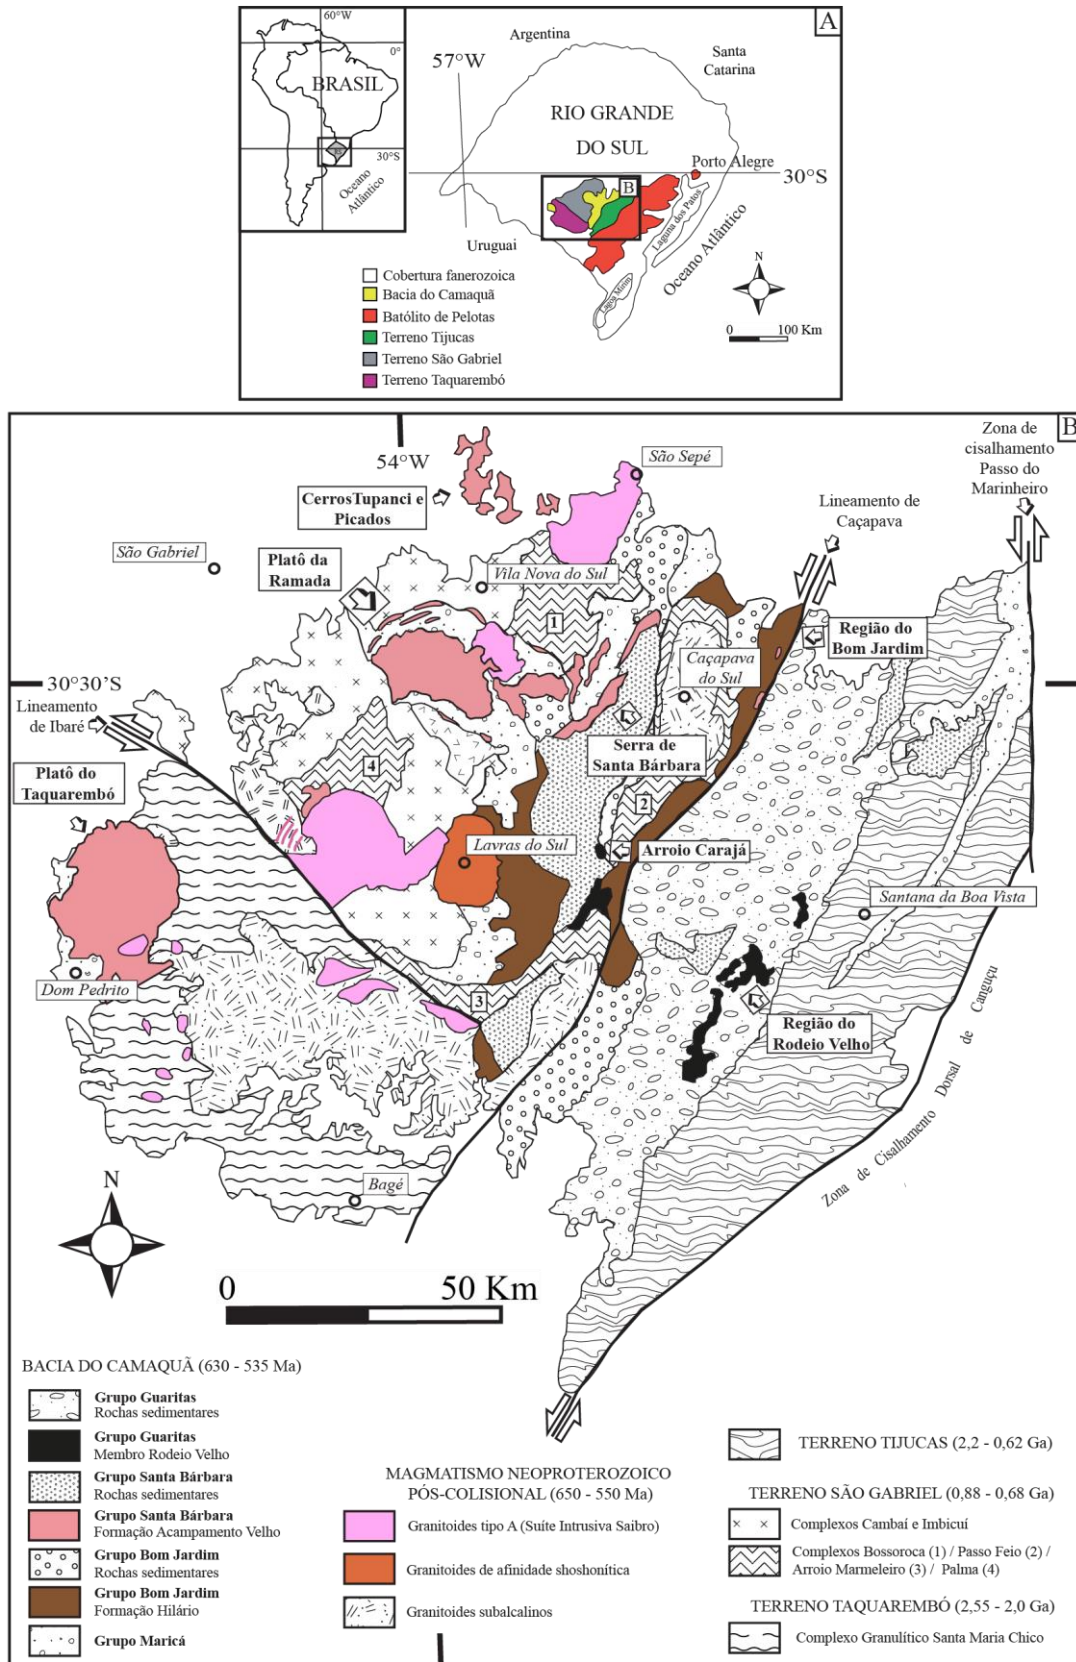 A
60°W
0°
BRASIL
30°S
RS
Oceano
Atlântico
Argentina
57°W
Santa
Catarina
RIO GRANDE
DO SUL
Porto Alegre
30°S
B
Laguna dos Patos
Uruguai
Oceano Atlântico
Lagoa Mirim
N
0 100 Km
Cobertura fanerozoica
Bacia do Camaquã
Batólito de Pelotas
Terreno Tijucas
Terreno São Gabriel
Terreno Taquarembó
B
54°W
Zona de
cisalhamento
Passo do
Marinheiro
São Sepé
CerrosTupanci e
Picados
Lineamento de
Caçapava
São Gabriel
Platô da
Ramada
Vila Nova do Sul
1
Região do
Bom Jardim
Caçapava
do Sul
30°30’S
Lineamento
de Ibaré
Serra de
Santa Bárbara
4
Platô do
Taquarembó
2
Lavras do Sul
Arroio Carajá
Santana da Boa Vista
Dom Pedrito
3
Região do
Rodeio Velho
Zona de Cisalhamento Dorsal de Canguçu
Bagé
N
0 50 Km
BACIA DO CAMAQUÃ (630 - 535 Ma)
Grupo Guaritas
Rochas sedimentares
Grupo Guaritas
Membro Rodeio Velho
Grupo Santa Bárbara
Rochas sedimentares
Grupo Santa Bárbara
Formação Acampamento Velho
Grupo Bom Jardim
Rochas sedimentares
Grupo Bom Jardim
Formação Hilário
Grupo Maricá
MAGMATISMO NEOPROTEROZOICO
PÓS-COLISIONAL (650 - 550 Ma)
Granitoides tipo A (Suíte Intrusiva Saibro)
Granitoides de afinidade shoshonítica
Granitoides subalcalinos
TERRENO TIJUCAS (2,2 - 0,62 Ga)
TERRENO SÃO GABRIEL (0,88 - 0,68 Ga)
Complexos Cambaí e Imbicuí
Complexos Bossoroca (1) / Passo Feio (2) /
Arroio Marmeleiro (3) / Palma (4)
TERRENO TAQUAREMBÓ (2,55 - 2,0 Ga)
Complexo Granulítico Santa Maria Chico